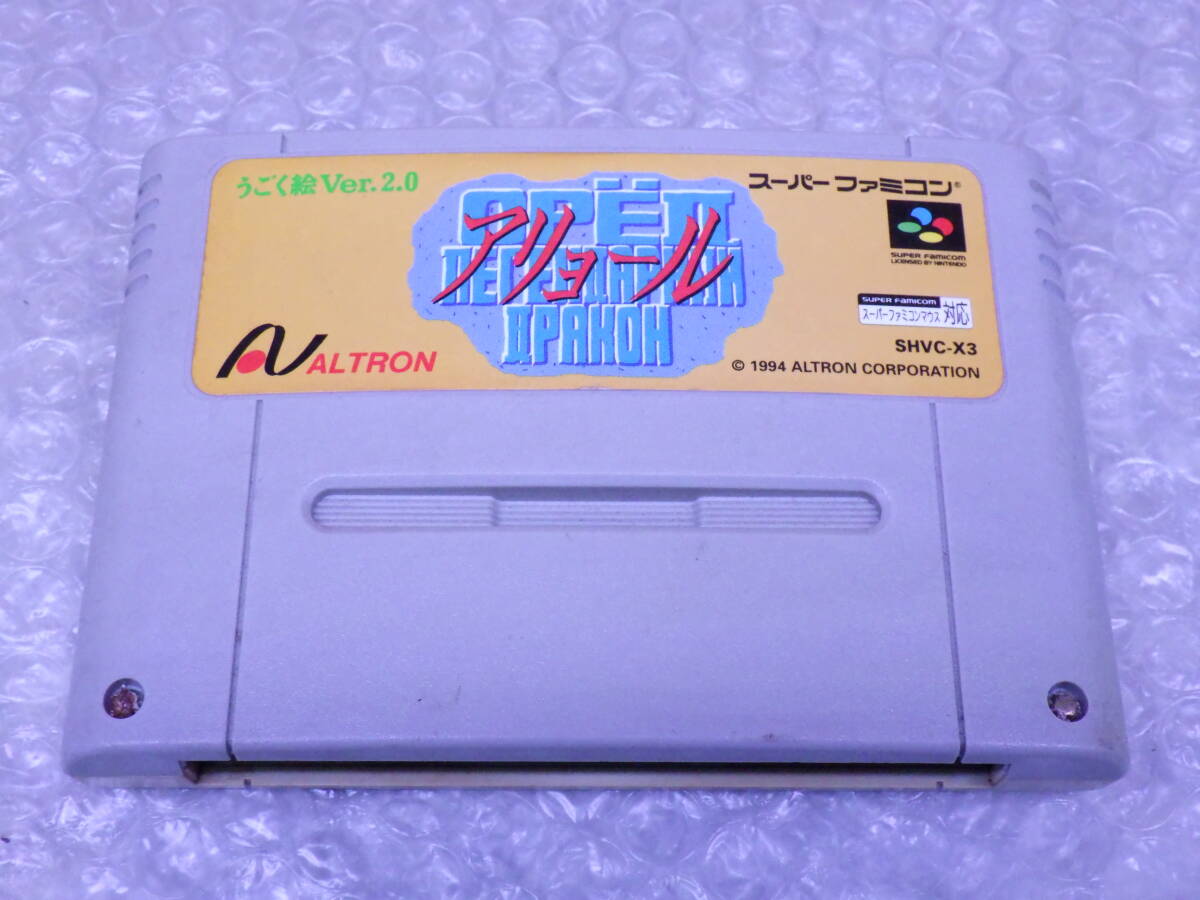 うごく絵 Ver.2.0
ОРЁЛ
アリョール
ДРАКОН
ALTRON
スーパーファミコン®
SUPER FAMICOM
LICENSED BY NINTENDO
SUPER FAMICOM
スーパーファミコンマウス 対応
SHVC-X3
© 1994 ALTRON CORPORATION